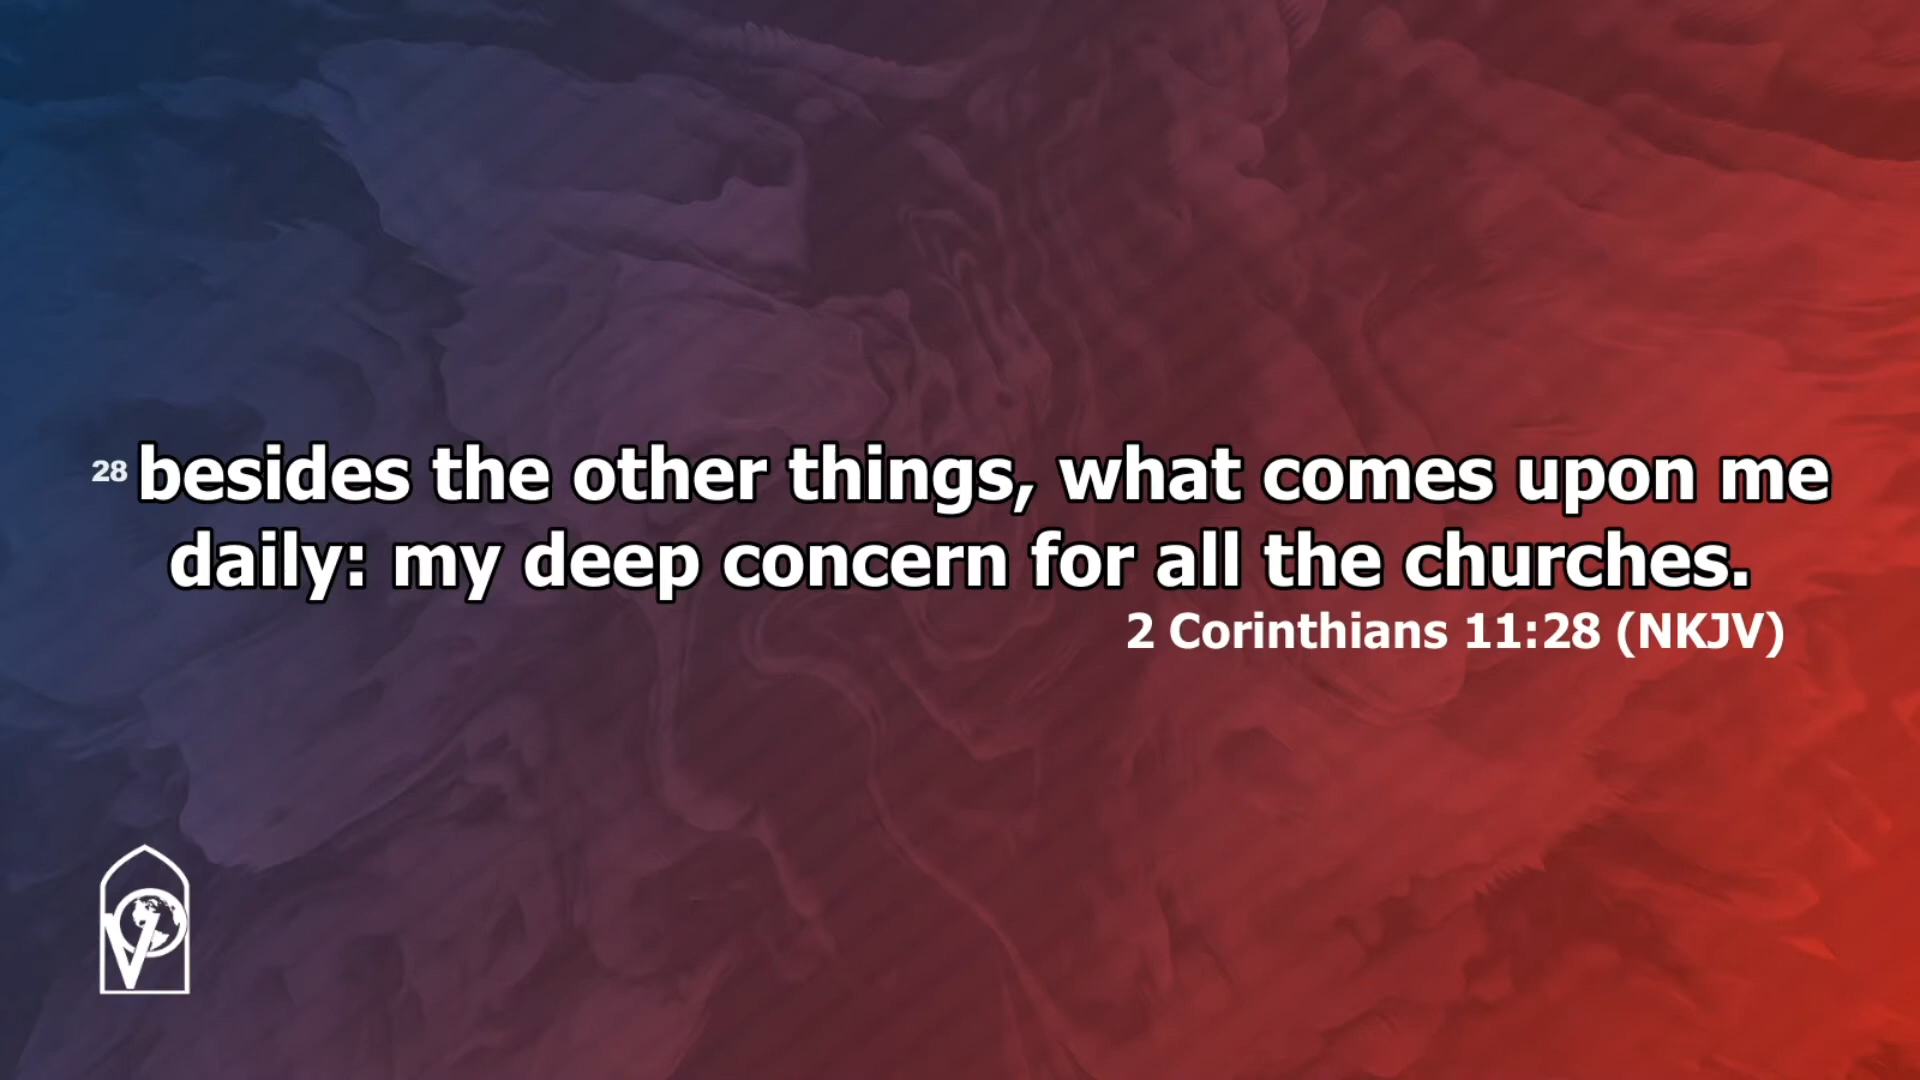 28 besides the other things, what comes upon me
daily: my deep concern for all the churches.
2 Corinthians 11:28 (NKJV)
V